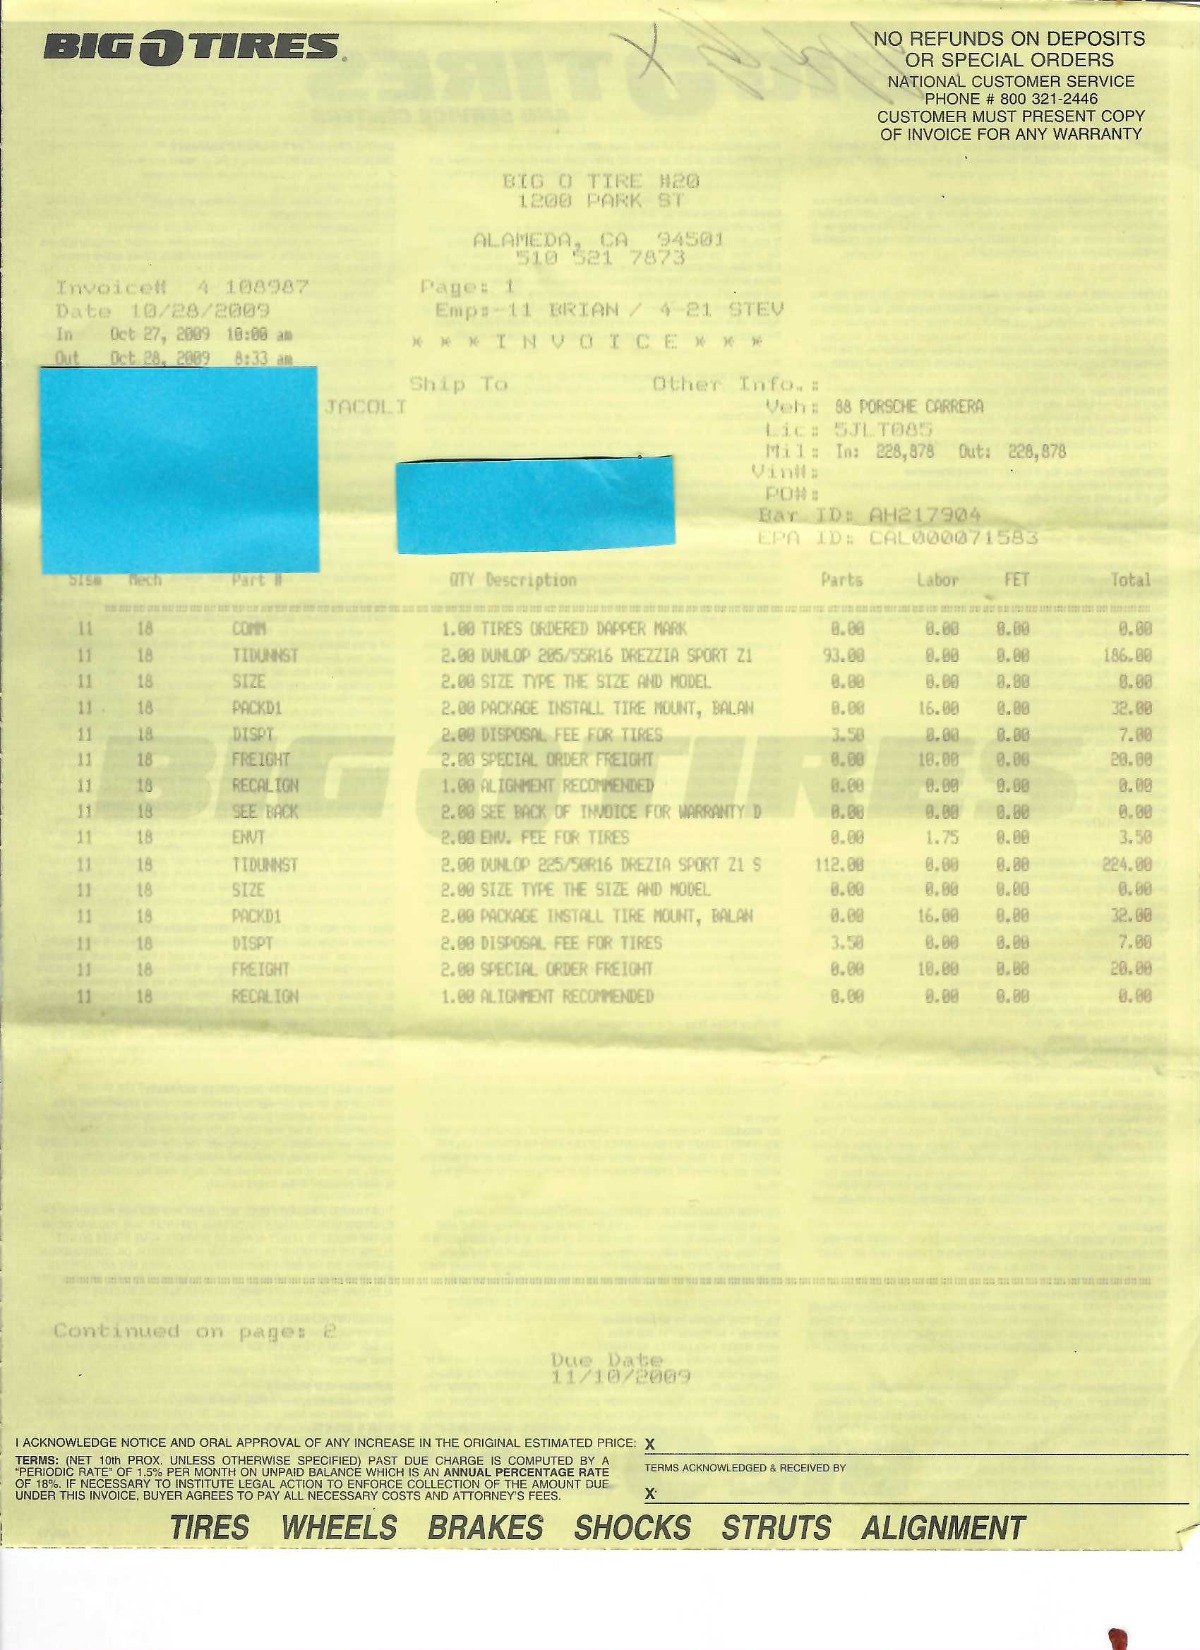 BIG O TIRES.
NO REFUNDS ON DEPOSITS
OR SPECIAL ORDERS
NATIONAL CUSTOMER SERVICE
PHONE # 800 321-2446
CUSTOMER MUST PRESENT COPY
OF INVOICE FOR ANY WARRANTY
BIG O TIRE #20
1200 PARK ST
ALAMEDA, CA 94501
510 521 7873
Invoice# 4 108987
Page: 1
Date 10/28/2009
Emp:-11 BRIAN / 4-21 STEV
In Oct 27, 2009 10:00 am
* * * I N V O I C E * * *
Out Oct 28, 2009 8:33 am
Ship To Other Info.:
JACOLI Veh: 88 PORSCHE CARRERA
Lic: 5JLT085
Mil: In: 228,878 Out: 228,878
Vin#:
PO#:
Bar ID: AH217904
EPA ID: CAL000071583
Slsm Mech Part # QTY Description Parts Labor FET Total
11 18 COMM 1.00 TIRES ORDERED DAPPER MARK 0.00 0.00 0.00 0.00
11 18 TIDUNNST 2.00 DUNLOP 205/55R16 DREZZIA SPORT Z1 93.00 0.00 0.00 186.00
11 18 SIZE 2.00 SIZE TYPE THE SIZE AND MODEL 0.00 0.00 0.00 0.00
11 18 PACKD1 2.00 PACKAGE INSTALL TIRE MOUNT, BALAN 0.00 16.00 0.00 32.00
11 18 DISPT 2.00 DISPOSAL FEE FOR TIRES 3.50 0.00 0.00 7.00
11 18 FREIGHT 2.00 SPECIAL ORDER FREIGHT 0.00 10.00 0.00 20.00
11 18 RECALIGN 1.00 ALIGNMENT RECOMMENDED 0.00 0.00 0.00 0.00
11 18 SEE BACK 2.00 SEE BACK OF INVOICE FOR WARRANTY D 0.00 0.00 0.00 0.00
11 18 ENVT 2.00 ENV. FEE FOR TIRES 0.00 1.75 0.00 3.50
11 18 TIDUNNST 2.00 DUNLOP 225/50R16 DREZIA SPORT Z1 S 112.00 0.00 0.00 224.00
11 18 SIZE 2.00 SIZE TYPE THE SIZE AND MODEL 0.00 0.00 0.00 0.00
11 18 PACKD1 2.00 PACKAGE INSTALL TIRE MOUNT, BALAN 0.00 16.00 0.00 32.00
11 18 DISPT 2.00 DISPOSAL FEE FOR TIRES 3.50 0.00 0.00 7.00
11 18 FREIGHT 2.00 SPECIAL ORDER FREIGHT 0.00 10.00 0.00 20.00
11 18 RECALIGN 1.00 ALIGNMENT RECOMMENDED 0.00 0.00 0.00 0.00
BIG O TIRES
Continued on page: 2
Due Date
11/10/2009
I ACKNOWLEDGE NOTICE AND ORAL APPROVAL OF ANY INCREASE IN THE ORIGINAL ESTIMATED PRICE: X
TERMS: (NET 10th PROX. UNLESS OTHERWISE SPECIFIED) PAST DUE CHARGE IS COMPUTED BY A
"PERIODIC RATE" OF 1.5% PER MONTH ON UNPAID BALANCE WHICH IS AN ANNUAL PERCENTAGE RATE
OF 18%. IF NECESSARY TO INSTITUTE LEGAL ACTION TO ENFORCE COLLECTION OF THE AMOUNT DUE
UNDER THIS INVOICE, BUYER AGREES TO PAY ALL NECESSARY COSTS AND ATTORNEY'S FEES.
TERMS ACKNOWLEDGED & RECEIVED BY
X
TIRES WHEELS BRAKES SHOCKS STRUTS ALIGNMENT